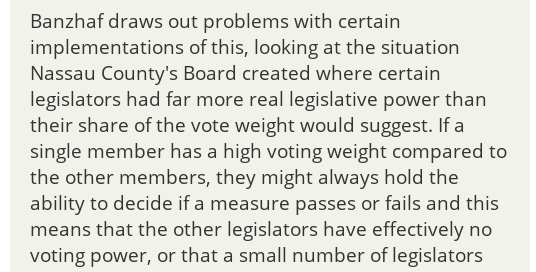 Banzhaf draws out problems with certain
implementations of this, looking at the situation
Nassau County's Board created where certain
legislators had far more real legislative power than
their share of the vote weight would suggest. If a
single member has a high voting weight compared to
the other members, they might always hold the
ability to decide if a measure passes or fails and this
means that the other legislators have effectively no
voting power, or that a small number of legislators